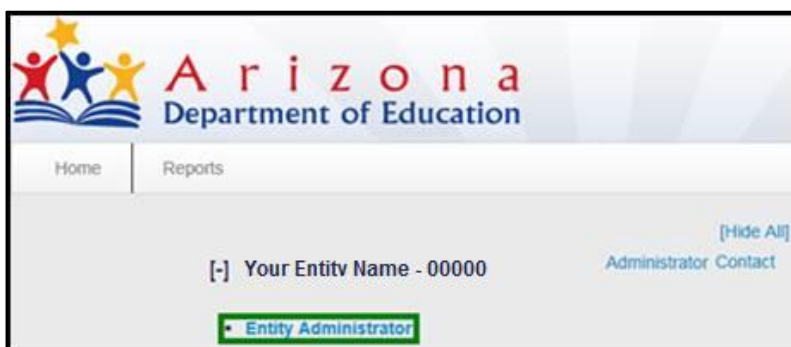 Arizona
Department of Education
Home Reports
[Hide All]
[-] Your Entity Name - 00000 Administrator Contact
• Entity Administrator